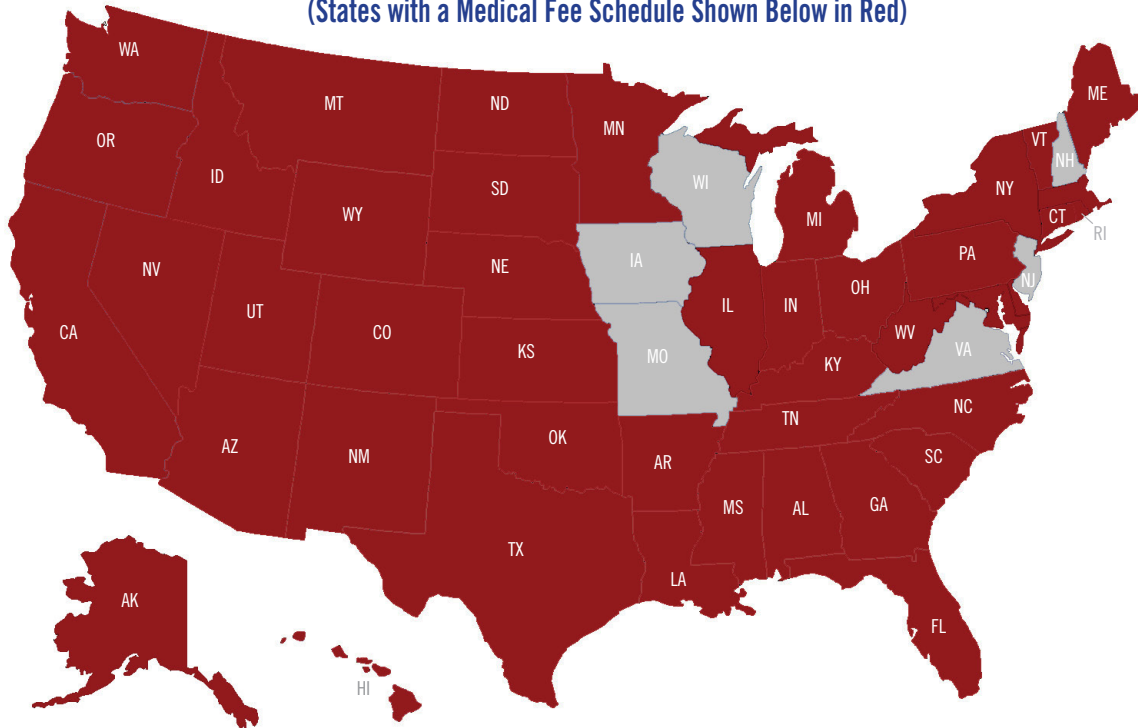 (States with a Medical Fee Schedule Shown Below in Red)
WA
MT
ND
MN
ME
OR
ID
SD
WI
VT
NH
NY
WY
MI
CT
RI
NV
NE
IA
PA
NJ
UT
CO
IL
IN
OH
CA
KS
MO
WV
VA
KY
AZ
NM
OK
AR
TN
NC
SC
TX
MS
AL
GA
LA
AK
FL
HI